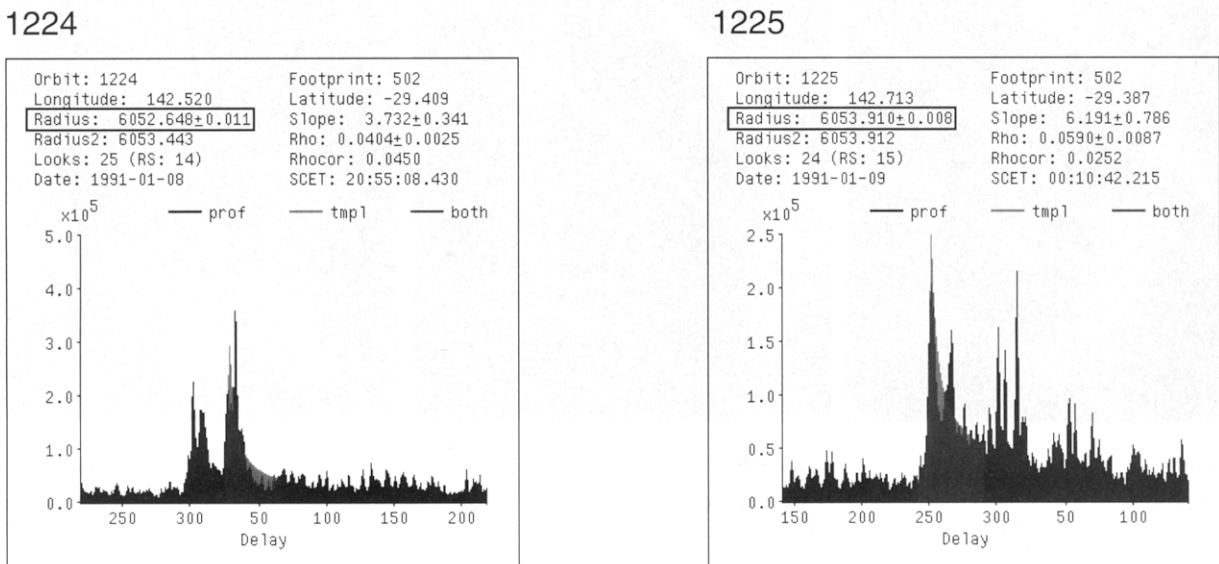 1224
Orbit: 1224 Footprint: 502
Longitude: 142.520 Latitude: -29.409
Radius: 6052.648±0.011 Slope: 3.732±0.341
Radius2: 6053.443 Rho: 0.0404±0.0025
Looks: 25 (RS: 14) Rhocor: 0.0450
Date: 1991-01-08 SCET: 20:55:08.430
x10^5 prof tmpl both
5.0
4.0
3.0
2.0
1.0
0.0
250 300 50 100 150 200
Delay
1225
Orbit: 1225 Footprint: 502
Longitude: 142.713 Latitude: -29.387
Radius: 6053.910±0.008 Slope: 6.191±0.786
Radius2: 6053.912 Rho: 0.0590±0.0087
Looks: 24 (RS: 15) Rhocor: 0.0252
Date: 1991-01-09 SCET: 00:10:42.215
x10^5 prof tmpl both
2.5
2.0
1.5
1.0
0.5
0.0
150 200 250 300 50 100
Delay